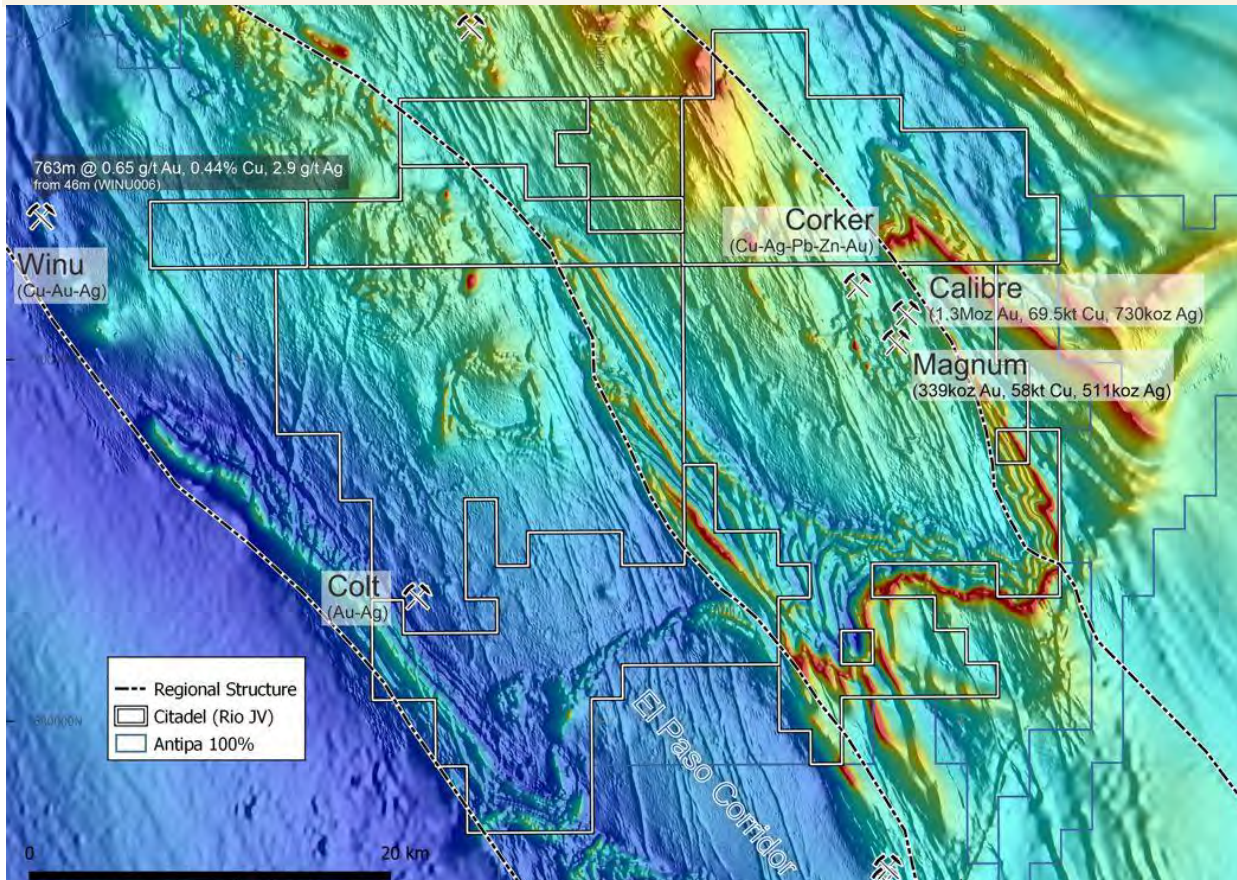 763m @ 0.65 g/t Au, 0.44% Cu, 2.9 g/t Ag
from 46m (WINU006)
Winu
(Cu-Au-Ag)
Corker
(Cu-Ag-Pb-Zn-Au)
Calibre
(1.3Moz Au, 69.5kt Cu, 730koz Ag)
Magnum
(339koz Au, 58kt Cu, 511koz Ag)
Colt
(Au-Ag)
El Paso Corridor
Regional Structure
Citadel (Rio JV)
Antipa 100%
0
20 km